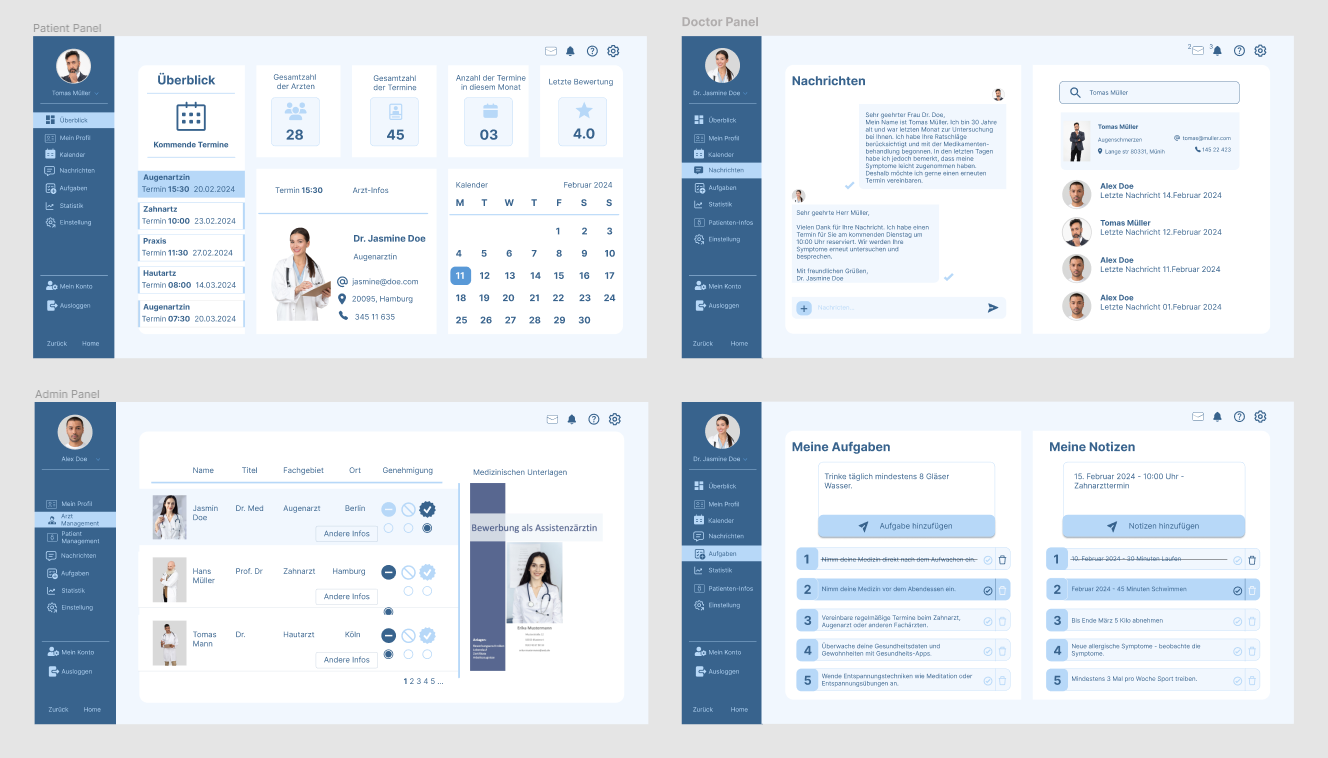 Patient Panel
Tomas Müller
Überblick
Mein Profil
Kalender
Nachrichten
Aufgaben
Statistik
Einstellung
Mein Konto
Ausloggen
Zurück Home
Überblick
Kommende Termine
Gesamtzahl
der Ärzten
28
Gesamtzahl
der Termine
45
Anzahl der Termine
in diesem Monat
03
Letzte Bewertung
4.0
Augenarztin
Termin 15:30 20.02.2024
Zahnartz
Termin 10:00 23.02.2024
Praxis
Termin 11:30 27.02.2024
Hautartz
Termin 08:00 14.03.2024
Augenartzin
Termin 07:30 20.03.2024
Termin 15:30 Arzt-Infos
Dr. Jasmine Doe
Augenarztin
jasmine@doe.com
20095, Hamburg
345 11 635
Kalender Februar 2024
M T W T F S S
1 2 3
4 5 6 7 8 9 10
11 12 13 14 15 16 17
18 19 20 21 22 23 24
25 26 27 28 29 30
Doctor Panel
Dr. Jasmine Doe
Überblick
Mein Profil
Kalender
Nachrichten
Aufgaben
Statistik
Patienten-Infos
Einstellung
Mein Konto
Ausloggen
Zurück Home
2 3
Nachrichten
Sehr geehrter Frau Dr. Doe,
Mein Name ist Tomas Müller. Ich bin 30 Jahre
alt und war letzten Monat zur Untersuchung
bei Ihnen. Ich habe Ihre Ratschläge
berücksichtigt und mit der Medikamenten-
behandlung begonnen. In den letzten Tagen
habe ich jedoch bemerkt, dass meine
Symptome leicht zugenommen haben.
Deshalb möchte ich gerne einen erneuten
Termin vereinbaren.
Sehr geehrte Herr Müller,
Vielen Dank für Ihre Nachricht. Ich habe einen
Termin für Sie am kommenden Dienstag um
10:00 Uhr reserviert. Wir werden Ihre
Symptome erneut untersuchen und
besprechen.
Mit freundlichen Grüßen,
Dr. Jasmine Doe
Nachrichten...
Tomas Müller
Tomas Müller
Augenschmerzen
Lange str 80331, Münih
tomas@muller.com
145 22 423
Alex Doe
Letzte Nachricht 14.Februar 2024
Tomas Müller
Letzte Nachricht 12.Februar 2024
Alex Doe
Letzte Nachricht 11.Februar 2024
Alex Doe
Letzte Nachricht 01.Februar 2024
Admin Panel
Alex Doe
Mein Profil
Arzt
Management
Patient
Management
Nachrichten
Aufgaben
Statistik
Einstellung
Mein Konto
Ausloggen
Zurück Home
Name Titel Fachgebiet Ort Genehmigung
Jasmin
Doe
Dr. Med Augenarzt Berlin
Andere Infos
Hans
Müller
Prof. Dr Zahnarzt Hamburg
Andere Infos
Tomas
Mann
Dr. Hautarzt Köln
Andere Infos
1 2 3 4 5 ...
Medizinischen Unterlagen
Bewerbung als Assistenzärztin
Erika Mustermann
Anlagen:
Dr. Jasmine Doe
Überblick
Mein Profil
Kalender
Nachrichten
Aufgaben
Statistik
Patienten-Infos
Einstellung
Mein Konto
Ausloggen
Zurück Home
Meine Aufgaben
Trinke täglich mindestens 8 Gläser
Wasser.
Aufgabe hinzufügen
1 Nimm deine Medizin direkt nach dem Aufwachen ein.
2 Nimm deine Medizin vor dem Abendessen ein.
3 Vereinbare regelmäßige Termine beim Zahnarzt,
Augenarzt oder anderen Fachärzten.
4 Überwache deine Gesundheitsdaten und
Gewohnheiten mit Gesundheits-Apps.
5 Wende Entspannungstechniken wie Meditation oder
Entspannungsübungen an.
Meine Notizen
15. Februar 2024 - 10:00 Uhr -
Zahnarzttermin
Notizen hinzufügen
1 10. Februar 2024 - 30 Minuten Laufen
2 Februar 2024 - 45 Minuten Schwimmen
3 Bis Ende März 5 Kilo abnehmen
4 Neue allergische Symptome - beobachte die
Symptome.
5 Mindestens 3 Mal pro Woche Sport treiben.